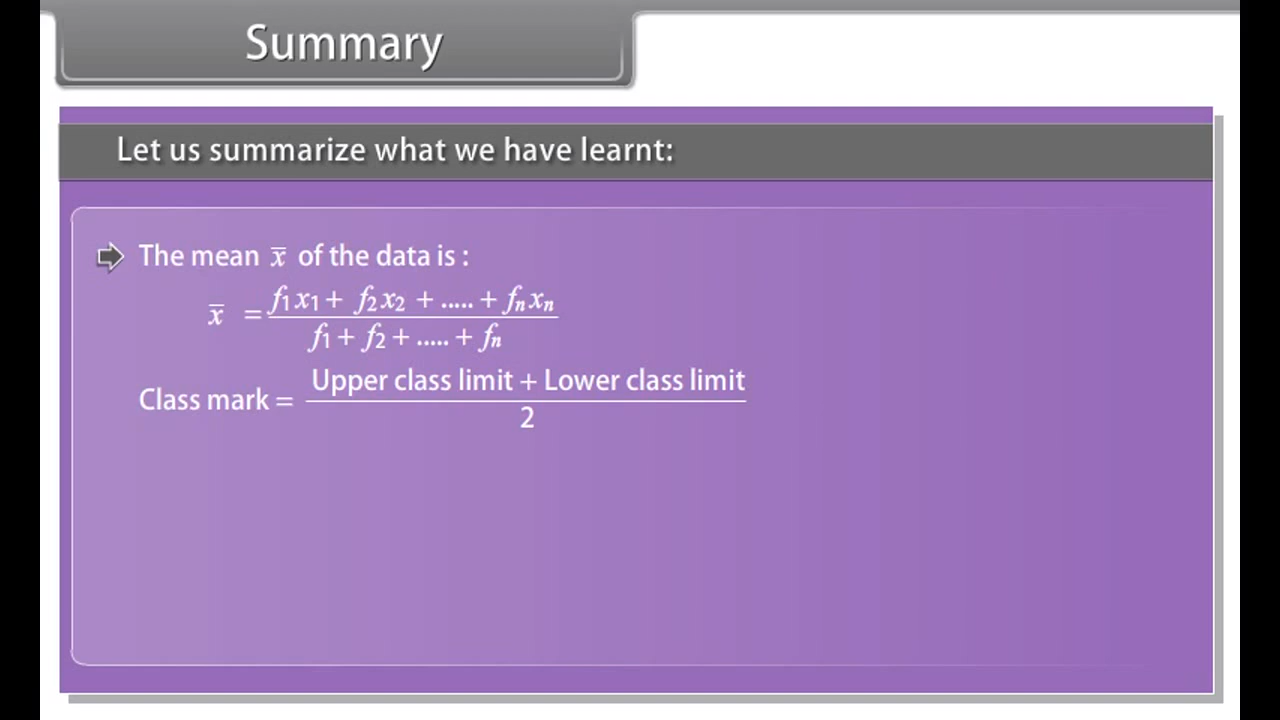 Summary
Let us summarize what we have learnt:
The mean x̅ of the data is :
x̅ = f₁x₁ + f₂x₂ + ..... + fₙxₙ
f₁ + f₂ + ..... + fₙ
Class mark = Upper class limit + Lower class limit
2